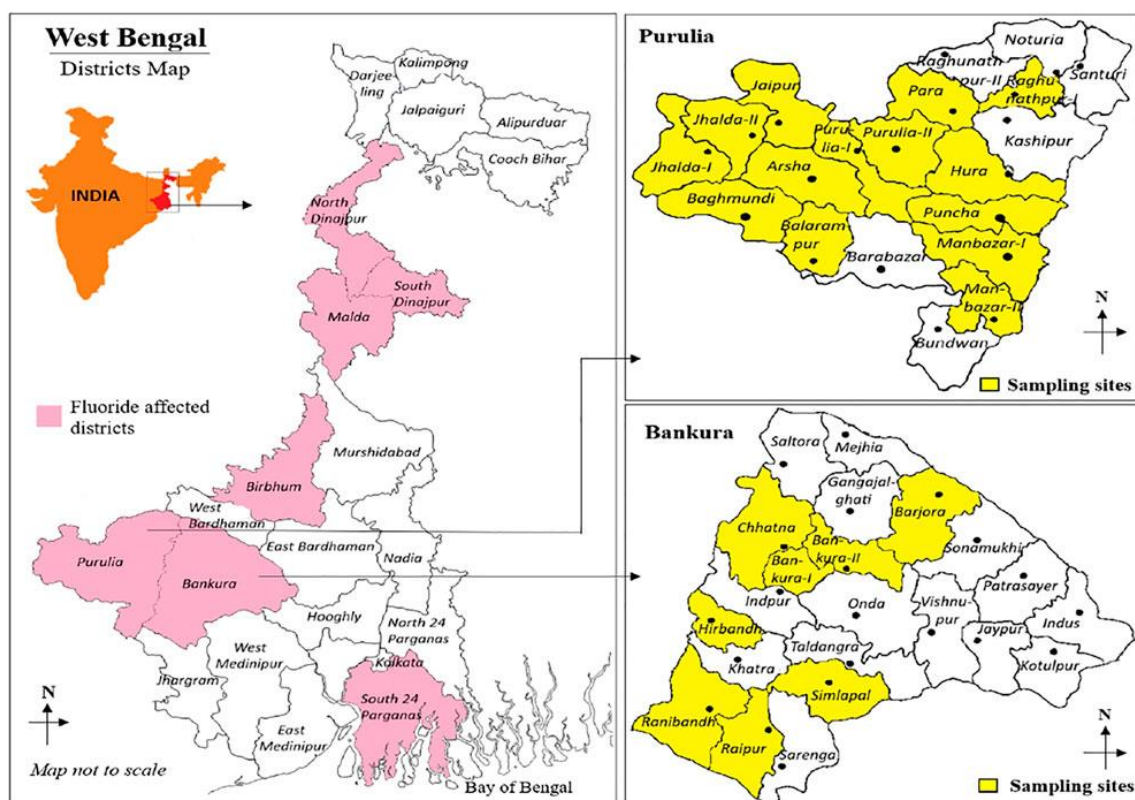 West Bengal
Districts Map
INDIA
Darjee
ling
Kalimpong
Jalpaiguri
Alipurduar
Cooch Bihar
North
Dinajpur
South
Dinajpur
Malda
Fluoride affected
districts
Murshidabad
Birbhum
West
Bardhaman
East Bardhaman
Nadia
Purulia
Bankura
Hooghly
North 24
Parganas
Kolkata
West
Medinipur
Jhargram
South 24
Parganas
East
Medinipur
N
Map not to scale
Bay of Bengal
Purulia
Noturia
Raghunath
pur-II
Santuri
Raghu
nathpur-I
Para
Jaipur
Kashipur
Jhalda-II
Puru-
lia-I
Purulia-II
Jhalda-I
Arsha
Hura
Baghmundi
Puncha
Balaram
pur
Barabazar
Manbazar-I
Man-
bazar-II
Bundwan
N
Sampling sites
Bankura
Saltora
Mejhia
Gangajal-
ghati
Barjora
Chhatna
Ban-
kura-II
Ban-
kura-I
Sonamukhi
Patrasayer
Indpur
Onda
Vishnu-
pur
Indus
Hirbandh
Jaypur
Taldangra
Khatra
Kotulpur
Simlapal
Ranibandh
Raipur
Sarenga
N
Sampling sites